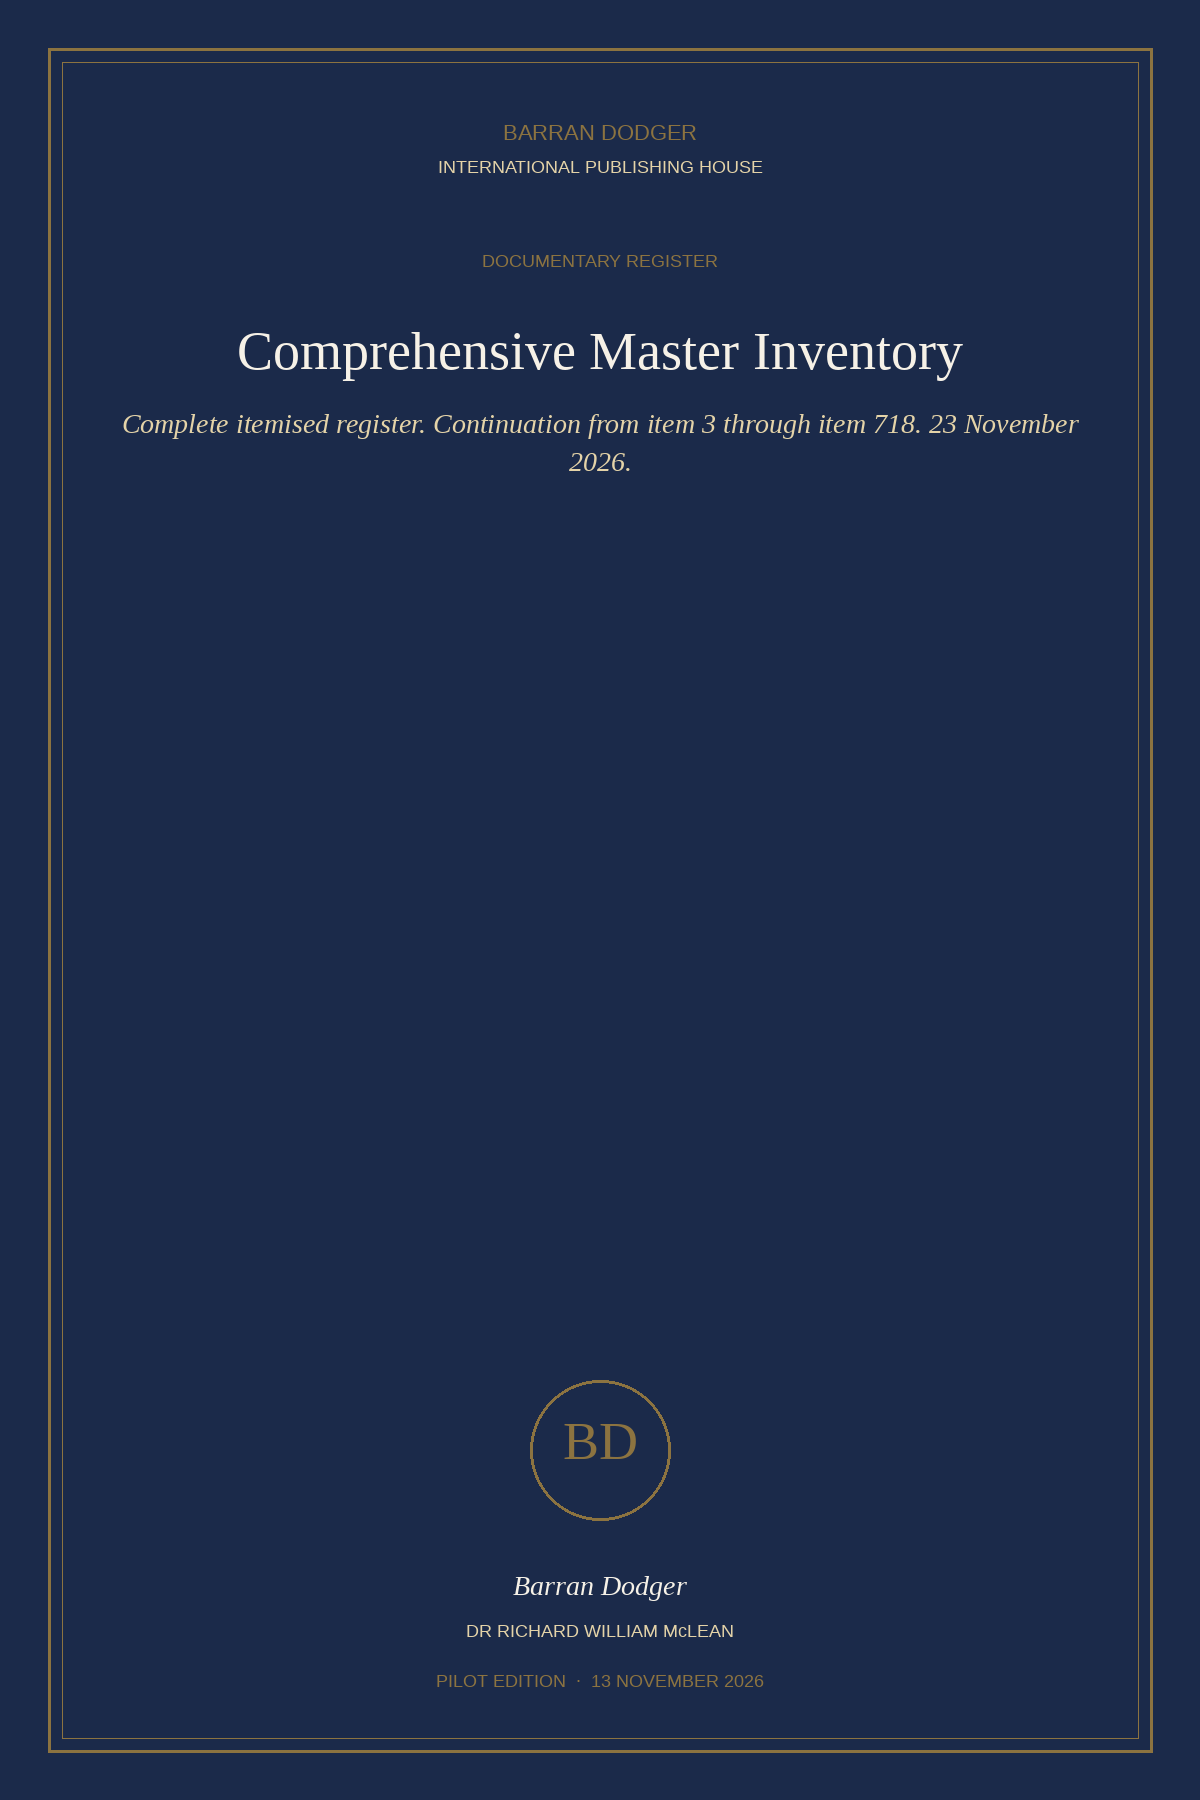 BARRAN DODGER
INTERNATIONAL PUBLISHING HOUSE
DOCUMENTARY REGISTER
Comprehensive Master Inventory
Complete itemised register. Continuation from item 3 through item 718. 23 November
2026.
BD
Barran Dodger
DR RICHARD WILLIAM McLEAN
PILOT EDITION · 13 NOVEMBER 2026